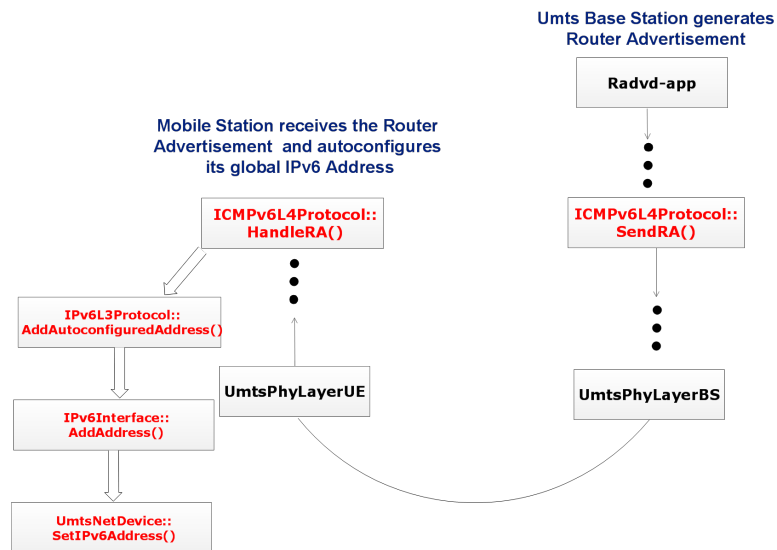 Umts Base Station generates
Router Advertisement
Radvd-app
Mobile Station receives the Router
Advertisement and autoconfigures
its global IPv6 Address
ICMPv6L4Protocol::
HandleRA()
ICMPv6L4Protocol::
SendRA()
IPv6L3Protocol::
AddAutoconfiguredAddress()
UmtsPhyLayerUE
UmtsPhyLayerBS
IPv6Interface::
AddAddress()
UmtsNetDevice::
SetIPv6Address()